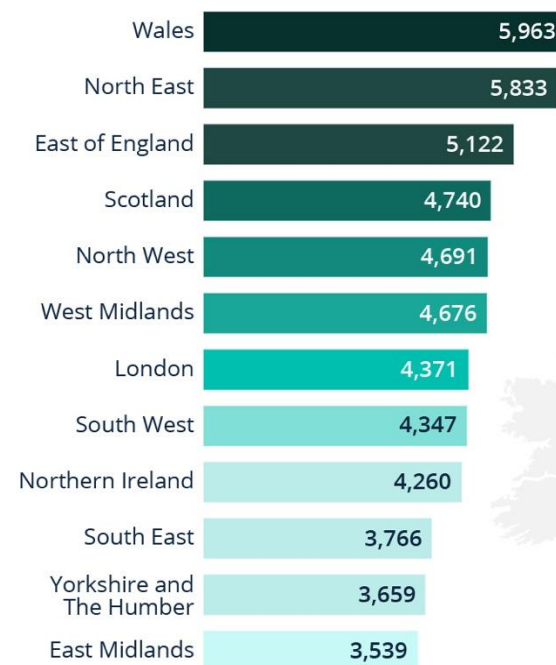 Wales 5,963
North East 5,833
East of England 5,122
Scotland 4,740
North West 4,691
West Midlands 4,676
London 4,371
South West 4,347
Northern Ireland 4,260
South East 3,766
Yorkshire and
The Humber 3,659
East Midlands 3,539